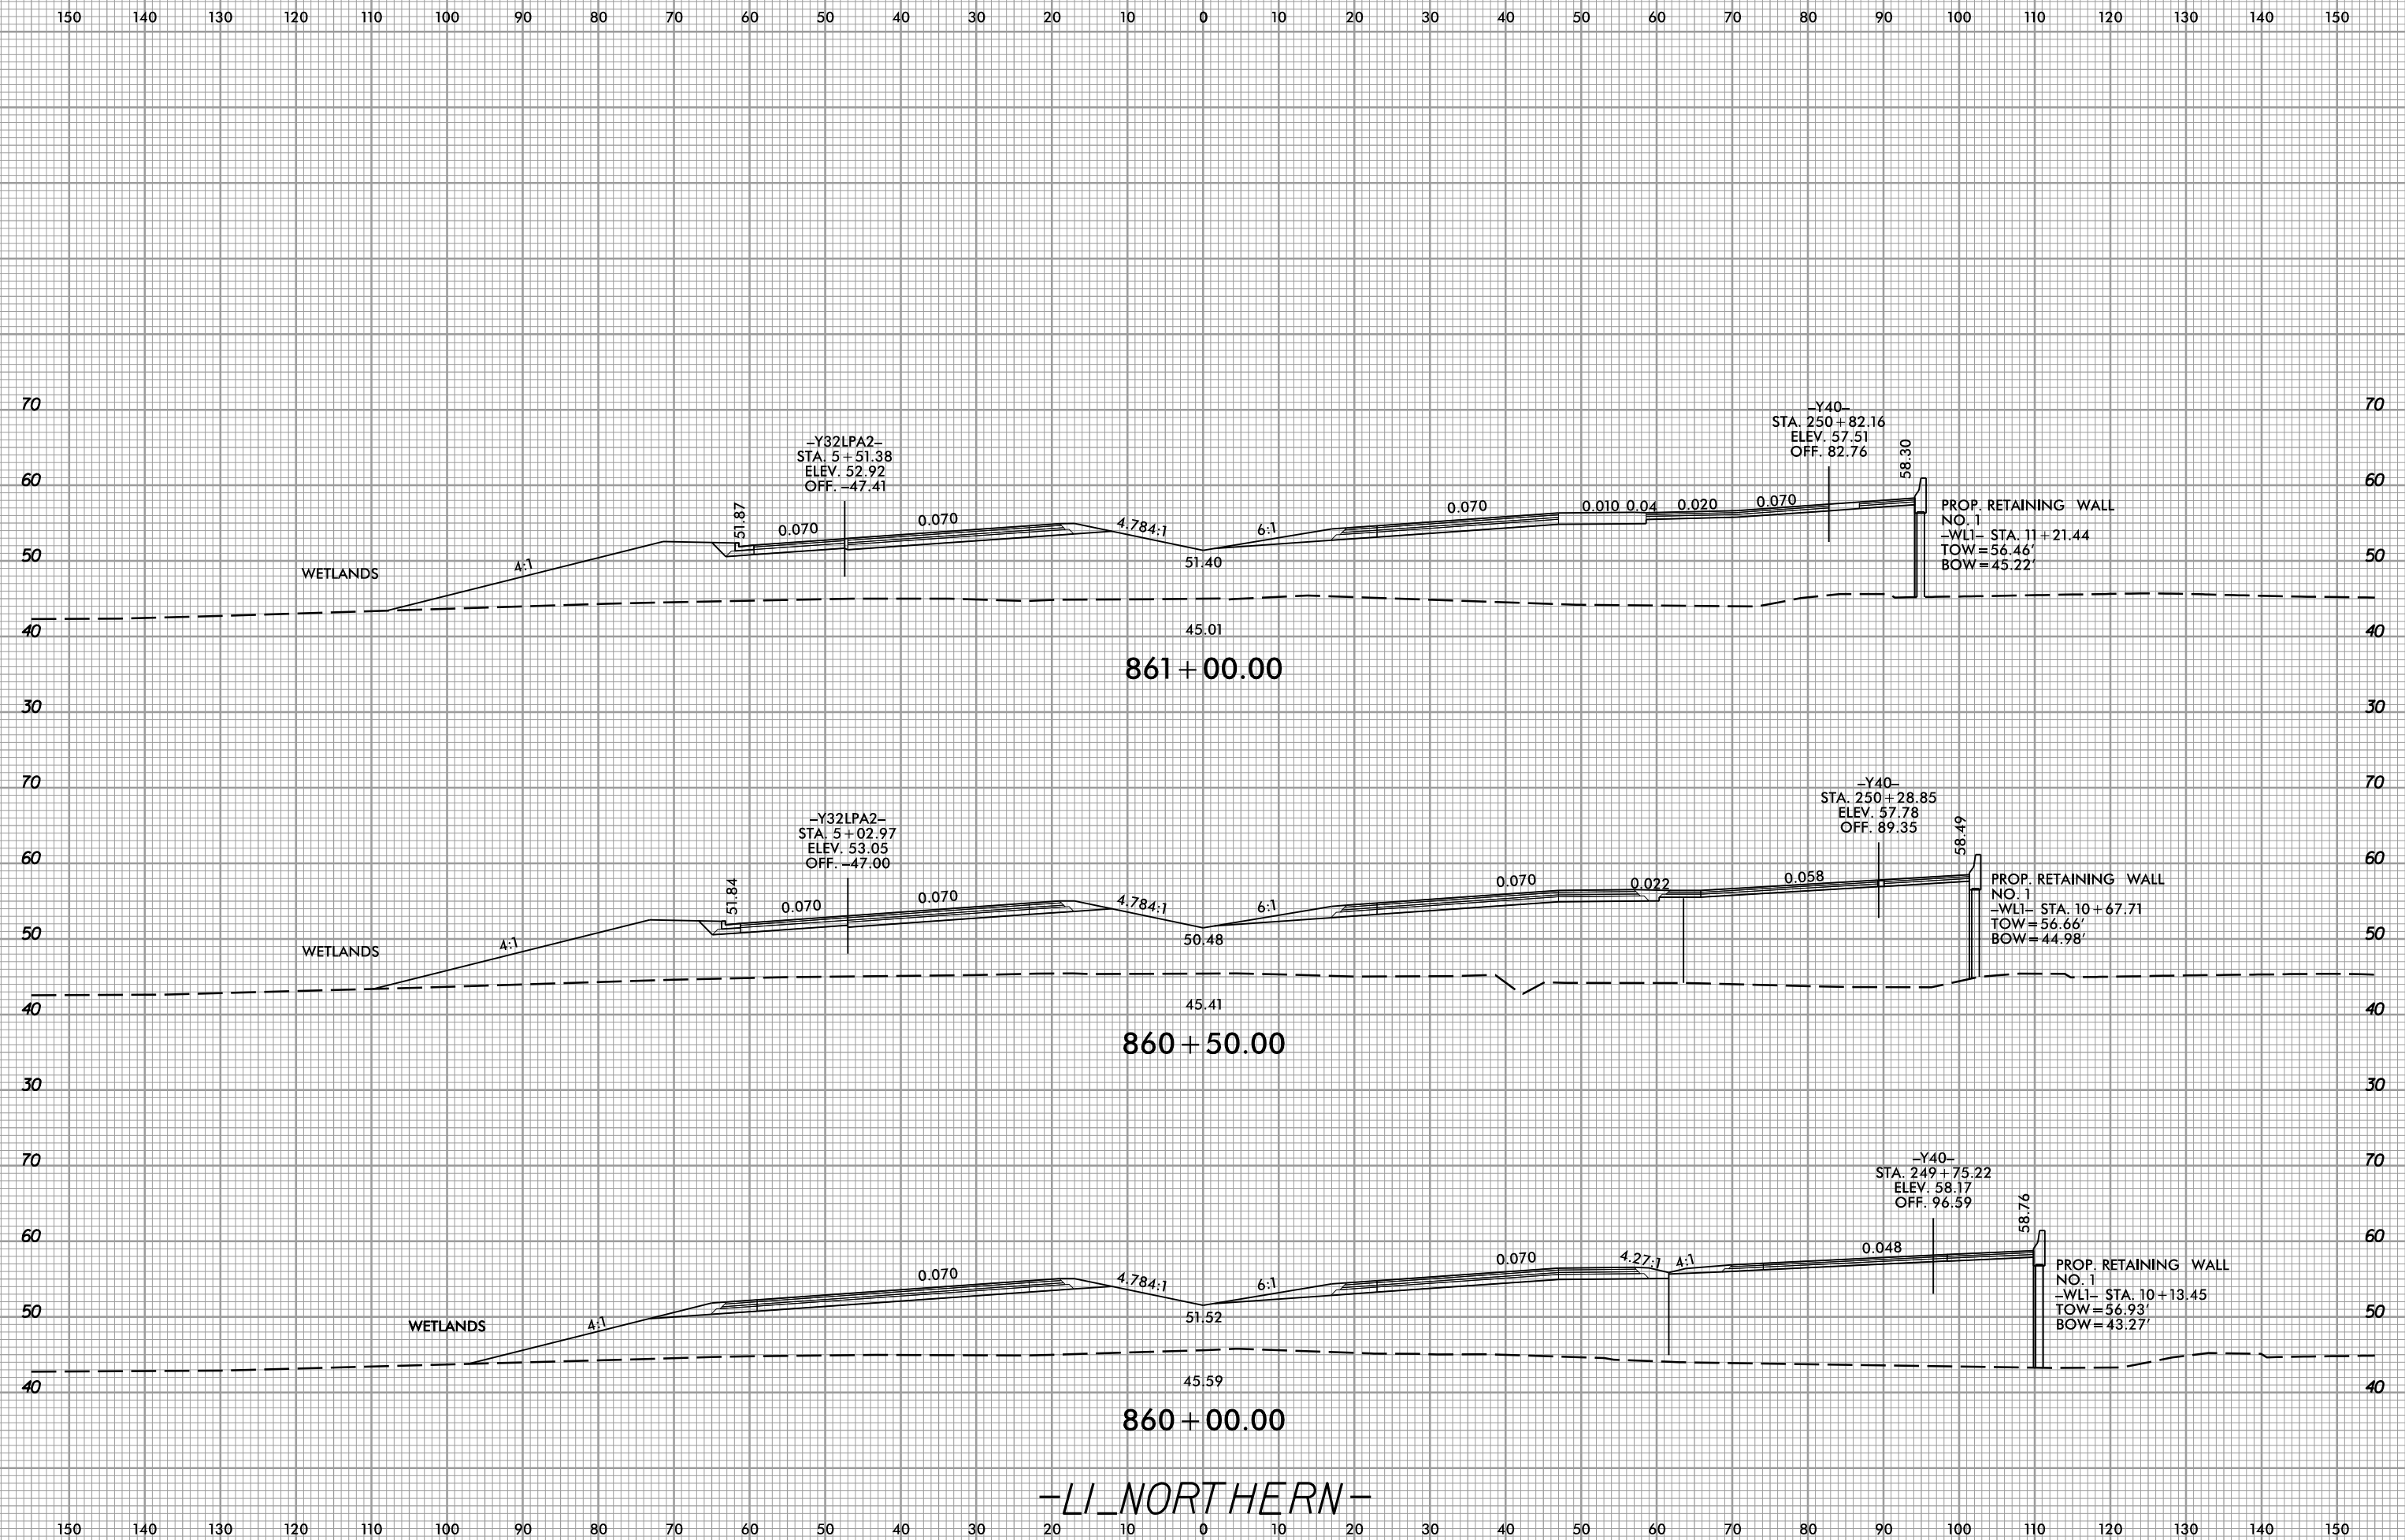 150 140 130 120 110 100 90 80 70 60 50 40 30 20 10 0 10 20 30 40 50 60 70 80 90 100 110 120 130 140 150
70 70
–Y40–
STA. 250+82.16
ELEV. 57.51
OFF. 82.76
58.30
–Y32LPA2–
STA. 5+51.38
ELEV. 52.92
OFF. –47.41
60 60
51.87
0.070
0.070
4.784:1
6:1
0.070
0.010 0.04
0.020
0.070
PROP. RETAINING WALL
NO. 1
–WL1– STA. 11+21.44
TOW=56.46'
BOW=45.22'
50 50
51.40
4:1
WETLANDS
40 40
45.01
861+00.00
30 30
70 70
–Y40–
STA. 250+28.85
ELEV. 57.78
OFF. 89.35
58.49
–Y32LPA2–
STA. 5+02.97
ELEV. 53.05
OFF. –47.00
60 60
51.84
0.070
0.070
4.784:1
6:1
0.070
0.022
0.058
PROP. RETAINING WALL
NO. 1
–WL1– STA. 10+67.71
TOW=56.66'
BOW=44.98'
50 50
50.48
4:1
WETLANDS
40 40
45.41
860+50.00
30 30
70 70
–Y40–
STA. 249+75.22
ELEV. 58.17
OFF. 96.59
58.76
60 60
0.070
4.784:1
6:1
0.070
4.27:1
4:1
0.048
PROP. RETAINING WALL
NO. 1
–WL1– STA. 10+13.45
TOW=56.93'
BOW=43.27'
50 50
51.52
4:1
WETLANDS
40 40
45.59
860+00.00
–LI_NORTHERN–
150 140 130 120 110 100 90 80 70 60 50 40 30 20 10 0 10 20 30 40 50 60 70 80 90 100 110 120 130 140 150